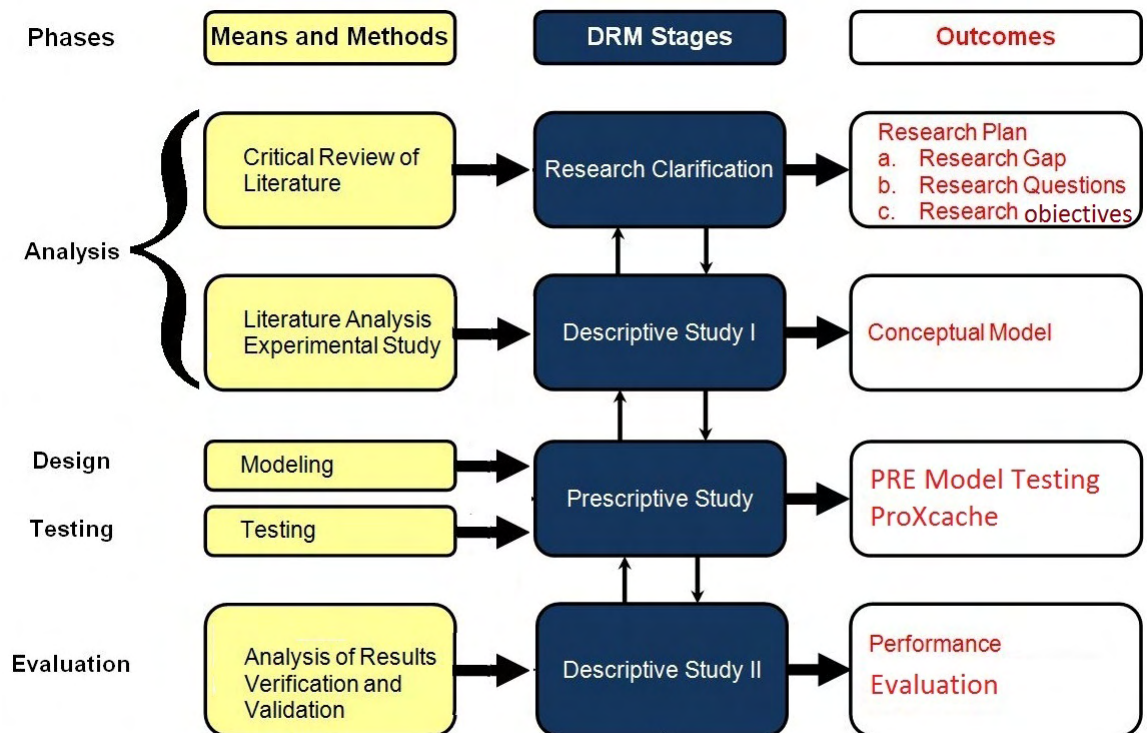 Phases
Means and Methods
DRM Stages
Outcomes
Analysis
Critical Review of
Literature
Research Clarification
Research Plan
a. Research Gap
b. Research Questions
c. Research objectives
Literature Analysis
Experimental Study
Descriptive Study I
Conceptual Model
Design
Modeling
Testing
Testing
Prescriptive Study
PRE Model Testing
ProXcache
Evaluation
Analysis of Results
Verification and
Validation
Descriptive Study II
Performance
Evaluation